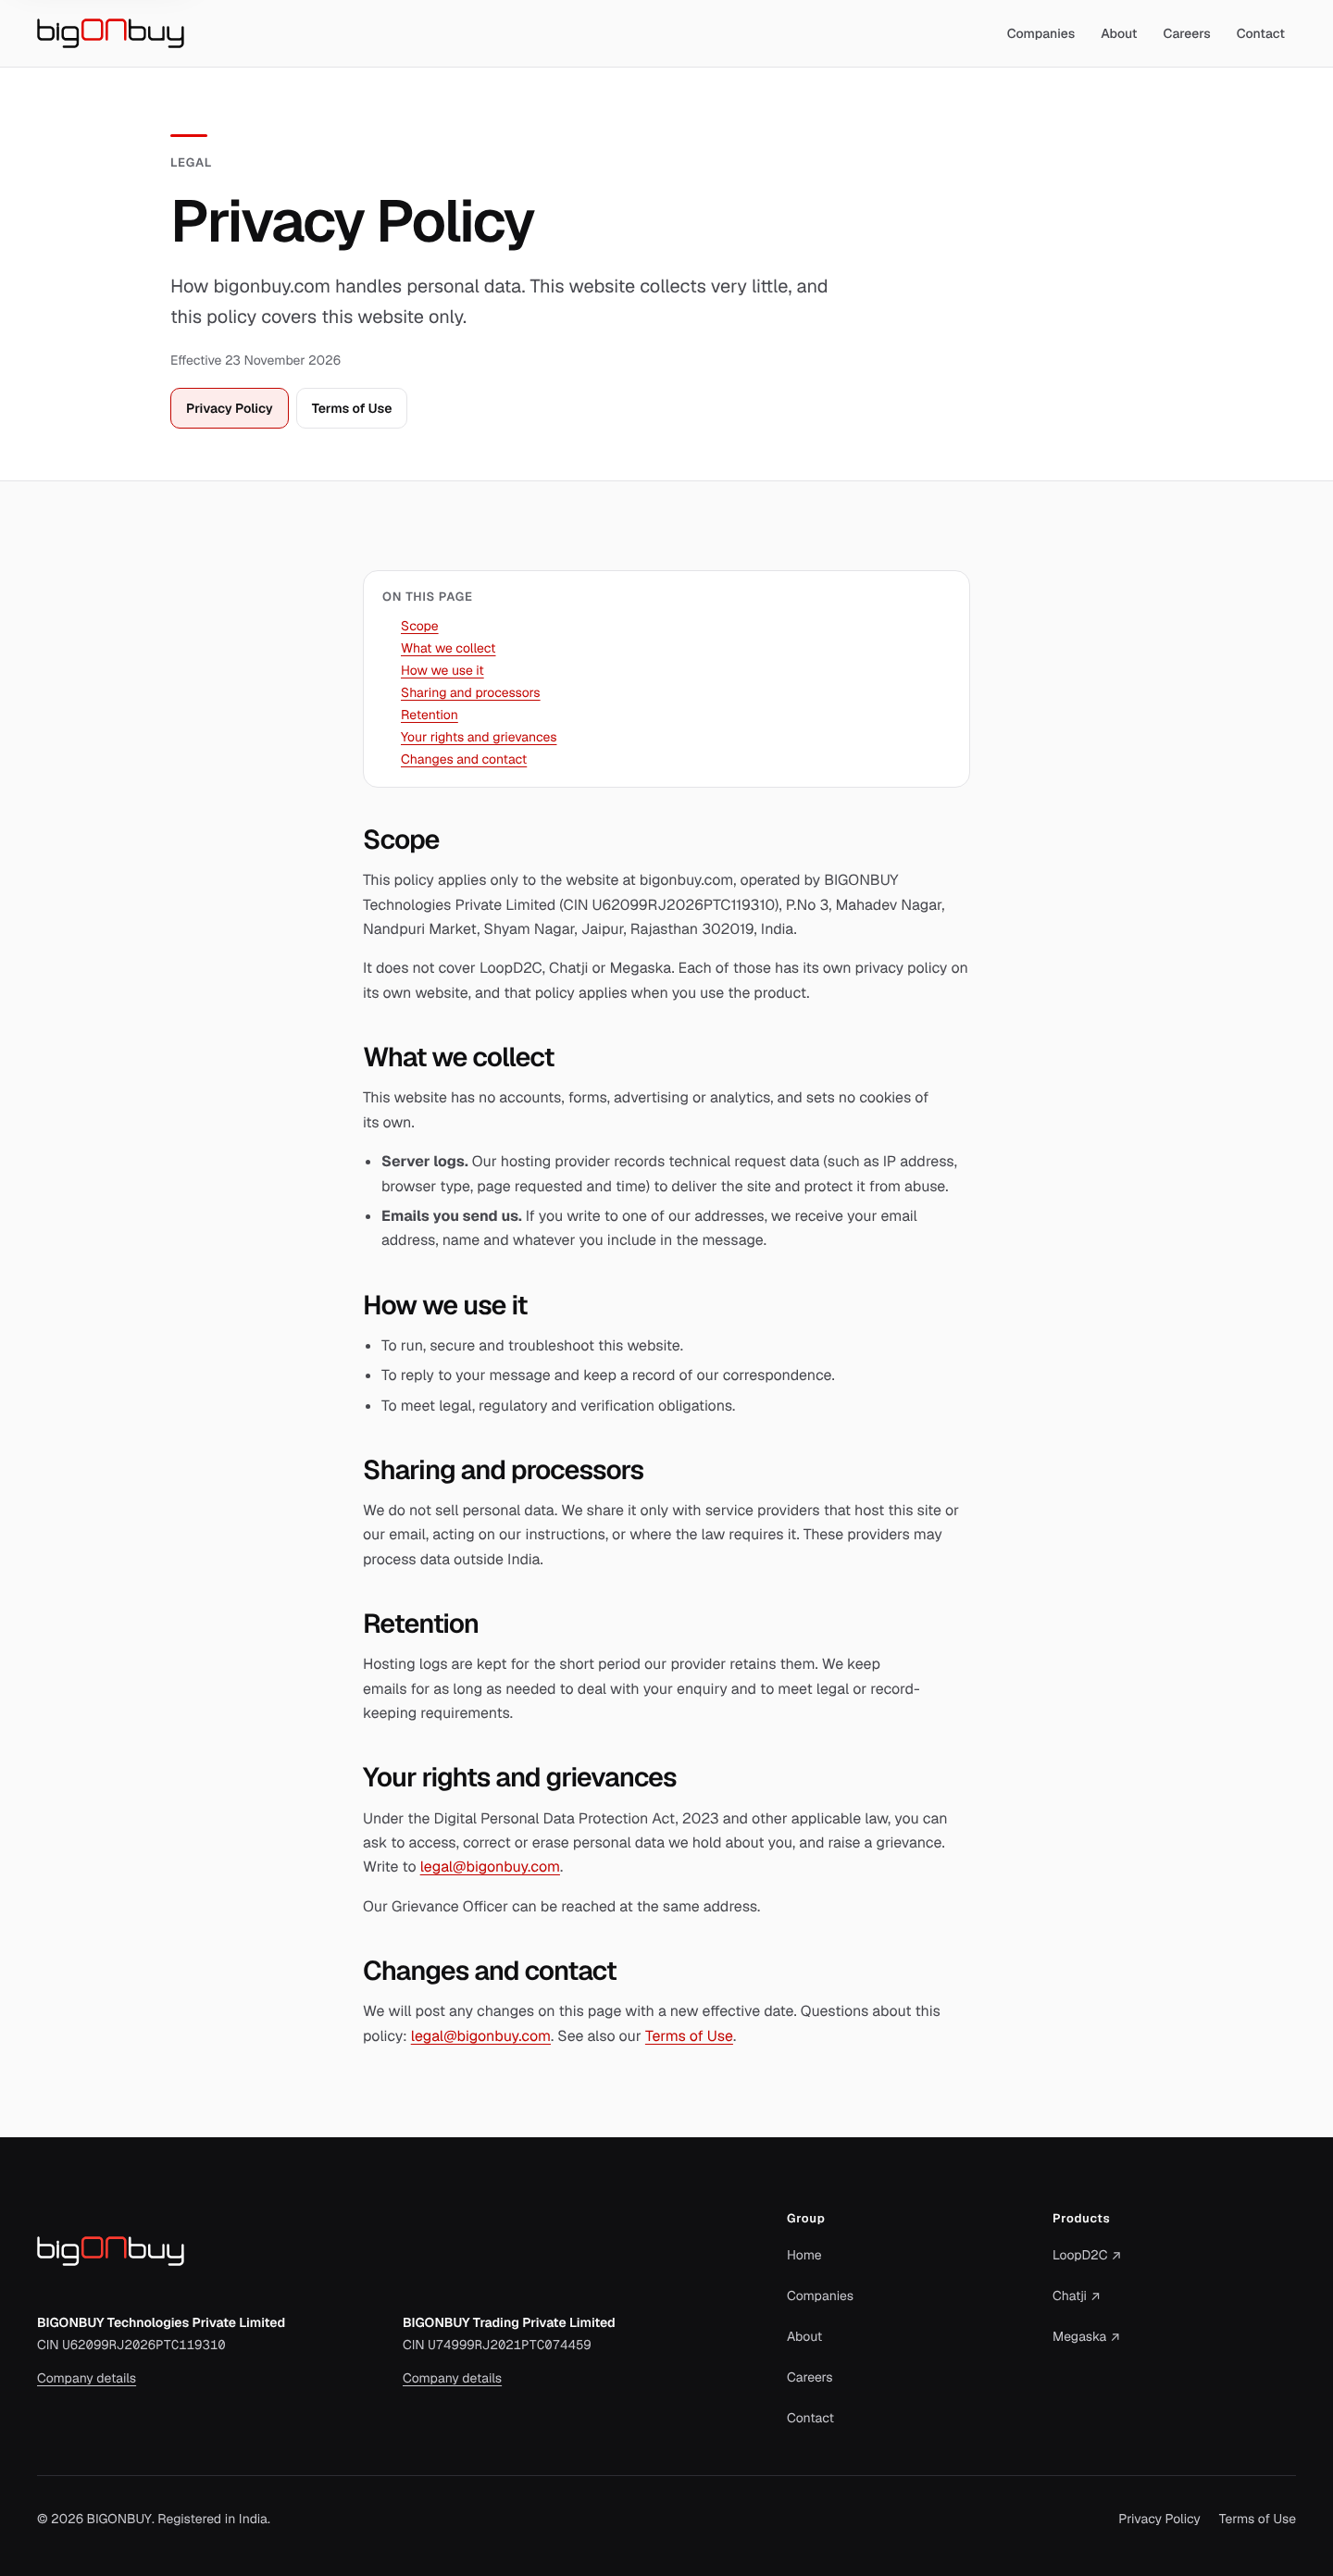 bigONbuy
Companies About Careers Contact
LEGAL
Privacy Policy
How bigonbuy.com handles personal data. This website collects very little, and
this policy covers this website only.
Effective 23 November 2026
Privacy Policy Terms of Use
ON THIS PAGE
Scope
What we collect
How we use it
Sharing and processors
Retention
Your rights and grievances
Changes and contact
Scope
This policy applies only to the website at bigonbuy.com, operated by BIGONBUY
Technologies Private Limited (CIN U62099RJ2026PTC119310), P.No 3, Mahadev Nagar,
Nandpuri Market, Shyam Nagar, Jaipur, Rajasthan 302019, India.
It does not cover LoopD2C, Chatji or Megaska. Each of those has its own privacy policy on
its own website, and that policy applies when you use the product.
What we collect
This website has no accounts, forms, advertising or analytics, and sets no cookies of
its own.
• Server logs. Our hosting provider records technical request data (such as IP address,
browser type, page requested and time) to deliver the site and protect it from abuse.
• Emails you send us. If you write to one of our addresses, we receive your email
address, name and whatever you include in the message.
How we use it
• To run, secure and troubleshoot this website.
• To reply to your message and keep a record of our correspondence.
• To meet legal, regulatory and verification obligations.
Sharing and processors
We do not sell personal data. We share it only with service providers that host this site or
our email, acting on our instructions, or where the law requires it. These providers may
process data outside India.
Retention
Hosting logs are kept for the short period our provider retains them. We keep
emails for as long as needed to deal with your enquiry and to meet legal or record-
keeping requirements.
Your rights and grievances
Under the Digital Personal Data Protection Act, 2023 and other applicable law, you can
ask to access, correct or erase personal data we hold about you, and raise a grievance.
Write to legal@bigonbuy.com.
Our Grievance Officer can be reached at the same address.
Changes and contact
We will post any changes on this page with a new effective date. Questions about this
policy: legal@bigonbuy.com. See also our Terms of Use.
bigONbuy
BIGONBUY Technologies Private Limited
CIN U62099RJ2026PTC119310
Company details
BIGONBUY Trading Private Limited
CIN U74999RJ2021PTC074459
Company details
Group
Home
Companies
About
Careers
Contact
Products
LoopD2C ↗
Chatji ↗
Megaska ↗
© 2026 BIGONBUY. Registered in India.
Privacy Policy Terms of Use